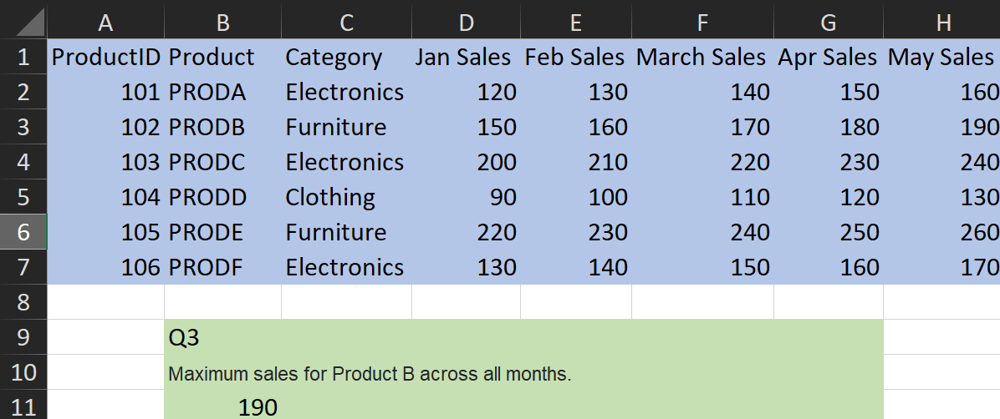 A B C D E F G H
1 ProductID Product Category Jan Sales Feb Sales March Sales Apr Sales May Sales
2 101 PRODA Electronics 120 130 140 150 160
3 102 PRODB Furniture 150 160 170 180 190
4 103 PRODC Electronics 200 210 220 230 240
5 104 PRODD Clothing 90 100 110 120 130
6 105 PRODE Furniture 220 230 240 250 260
7 106 PRODF Electronics 130 140 150 160 170
8
9 Q3
10 Maximum sales for Product B across all months.
11 190